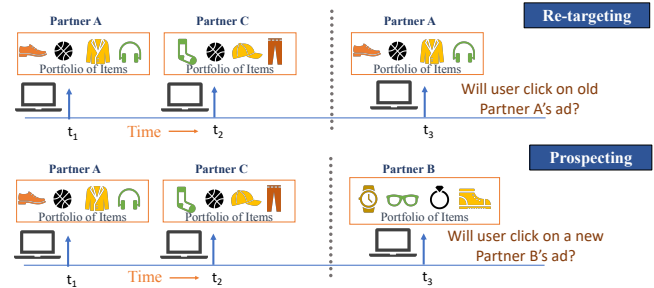 Re-targeting
Partner A Partner C Partner A
Portfolio of Items Portfolio of Items Portfolio of Items
Will user click on old
Partner A's ad?
t1 Time t2 t3
Prospecting
Partner A Partner C Partner B
Portfolio of Items Portfolio of Items Portfolio of Items
Will user click on a new
Partner B's ad?
t1 Time t2 t3